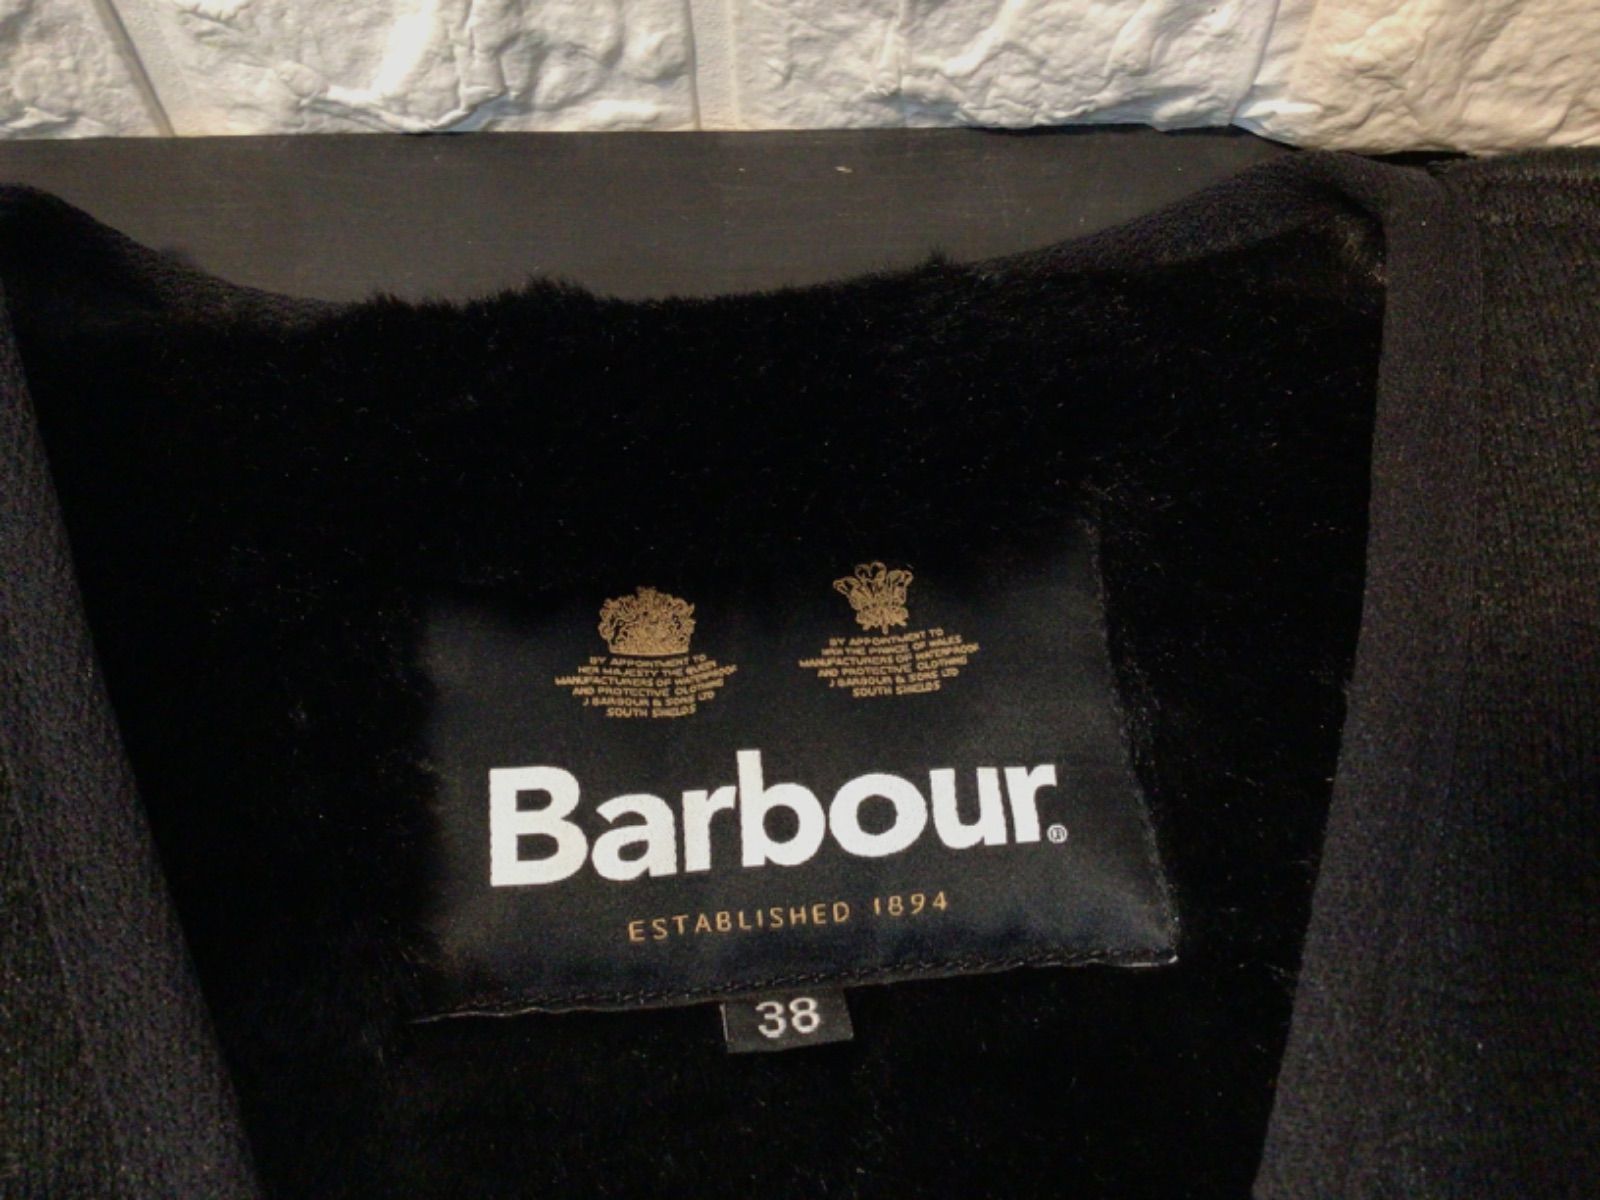 BY APPOINTMENT TO
HER MAJESTY THE QUEEN
MANUFACTURERS OF WATERPROOF
AND PROTECTIVE CLOTHING
J BARBOUR & SONS LTD
SOUTH SHIELDS
BY APPOINTMENT TO
HRH THE PRINCE OF WALES
MANUFACTURERS OF WATERPROOF
AND PROTECTIVE CLOTHING
J BARBOUR & SONS LTD
SOUTH SHIELDS
Barbour®
ESTABLISHED 1894
38